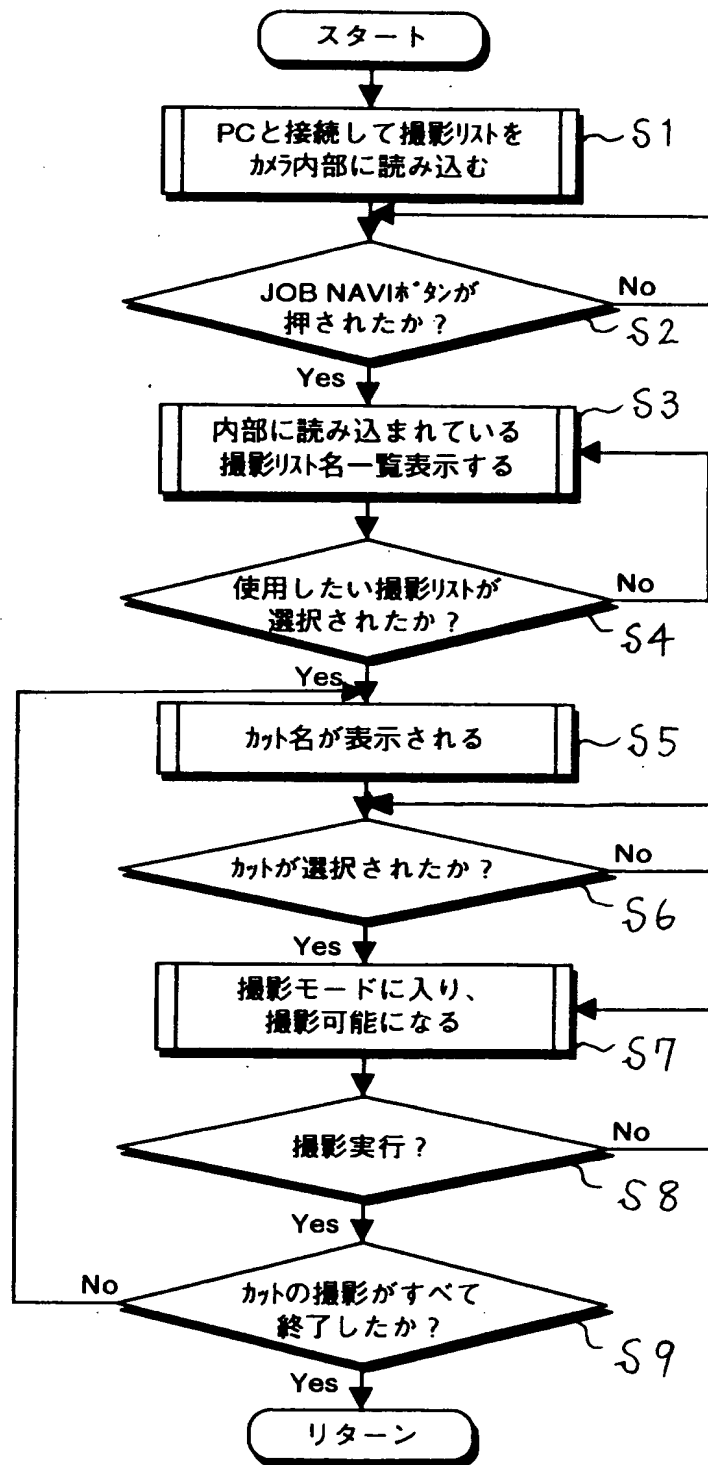 スタート
PCと接続して撮影リストを
カメラ内部に読み込む
S1
JOB NAVIボタンが
押されたか？
No
S2
Yes
内部に読み込まれている
撮影リスト名一覧表示する
S3
使用したい撮影リストが
選択されたか？
No
S4
Yes
カット名が表示される
S5
カットが選択されたか？
No
S6
Yes
撮影モードに入り、
撮影可能になる
S7
撮影実行？
No
S8
Yes
カットの撮影がすべて
終了したか？
No
S9
Yes
リターン